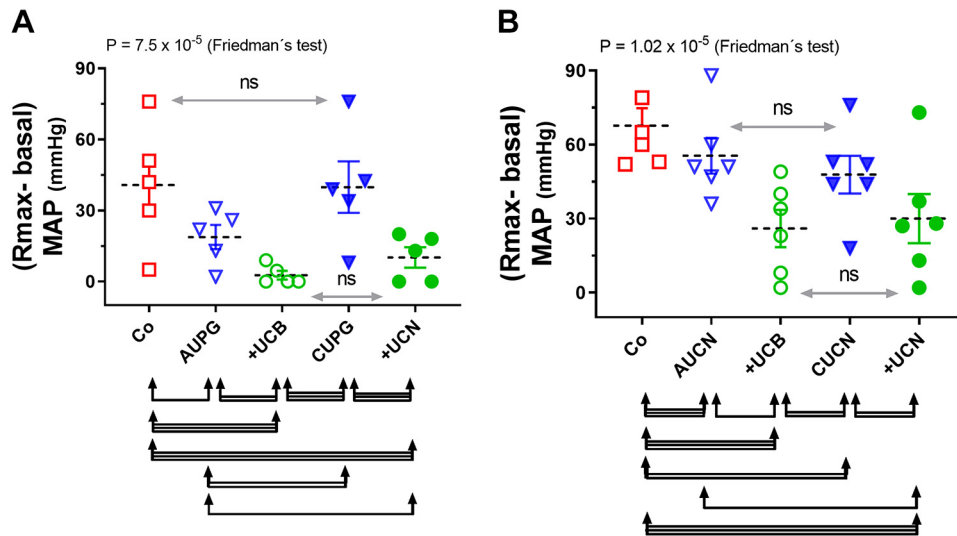 A
P = 7.5 x 10-5 (Friedman´s test)
(Rmax- basal)
MAP (mmHg)
90
60
30
0
ns
ns
Co
AUPG
+UCB
CUPG
+UCN
B
P = 1.02 x 10-5 (Friedman´s test)
(Rmax- basal)
MAP (mmHg)
90
60
30
0
ns
ns
Co
AUCN
+UCB
CUCN
+UCN